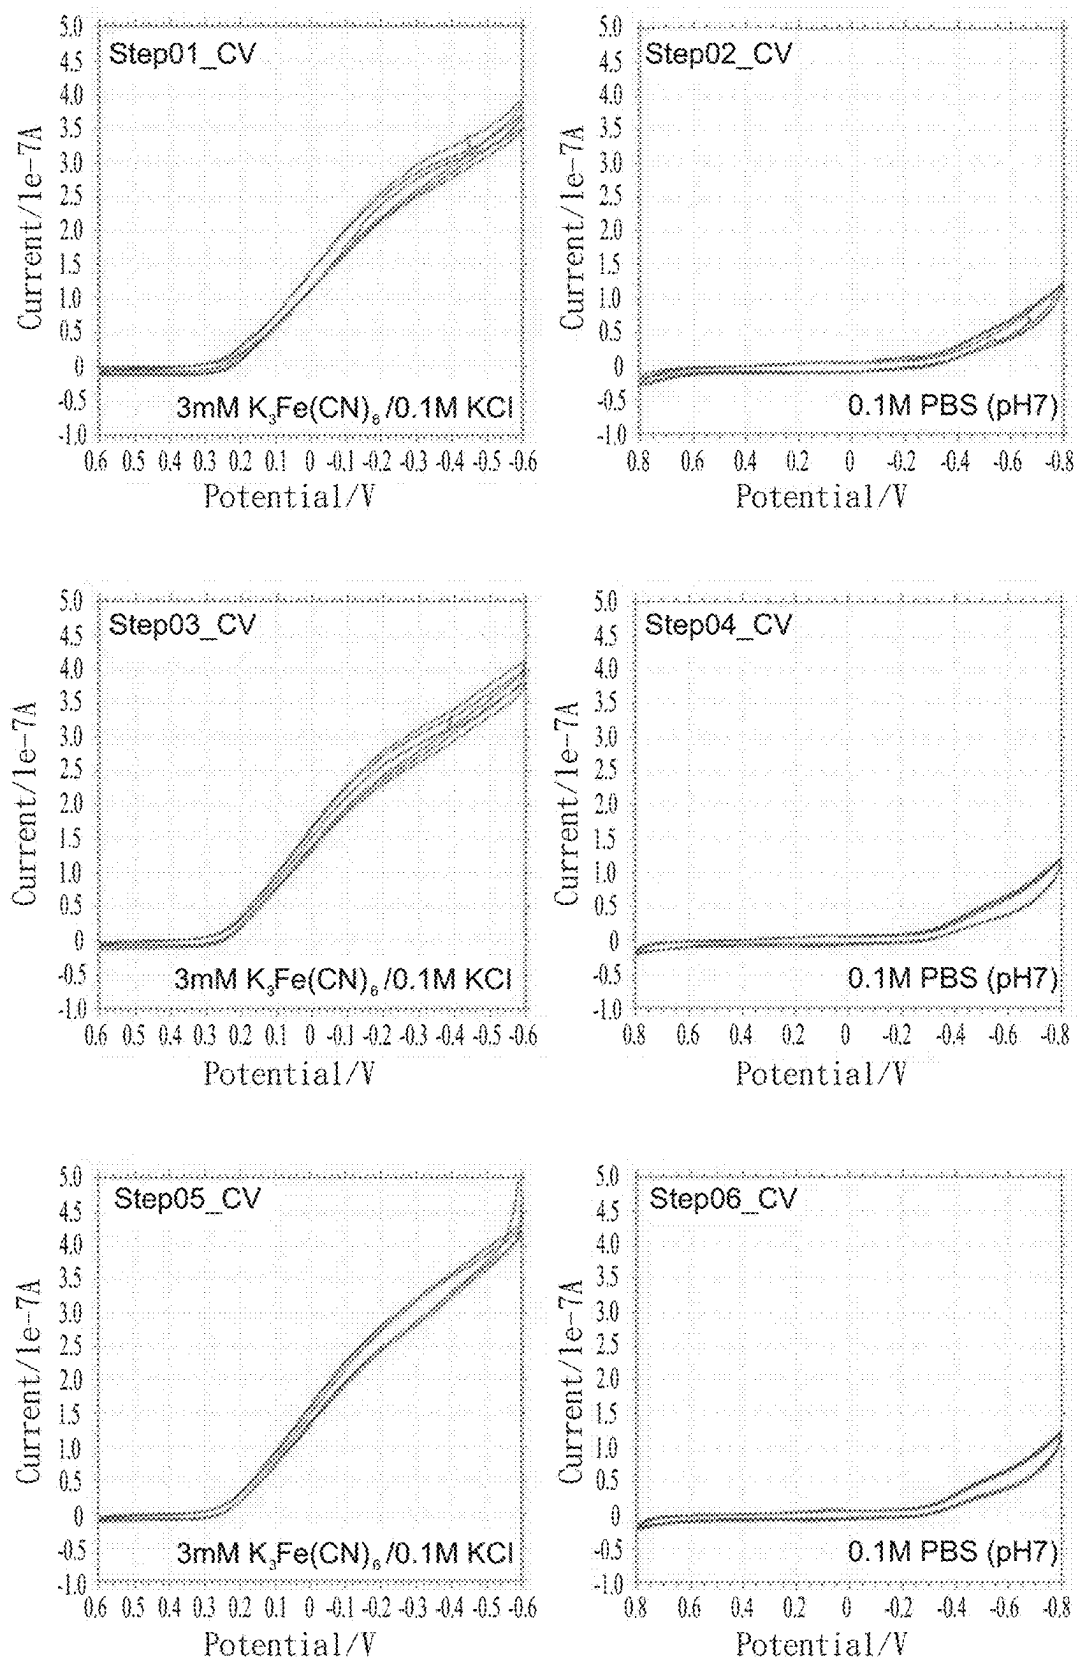 Step01_CV
Current/1e-7A
5.0
4.5
4.0
3.5
3.0
2.5
2.0
1.5
1.0
0.5
0
-0.5
-1.0
3mM K₃Fe(CN)₆/0.1M KCl
0.6 0.5 0.4 0.3 0.2 0.1 0 -0.1 -0.2 -0.3 -0.4 -0.5 -0.6
Potential/V
Step02_CV
Current/1e-7A
5.0
4.5
4.0
3.5
3.0
2.5
2.0
1.5
1.0
0.5
0
-0.5
-1.0
0.1M PBS (pH7)
0.8 0.6 0.4 0.2 0 -0.2 -0.4 -0.6 -0.8
Potential/V
Step03_CV
Current/1e-7A
5.0
4.5
4.0
3.5
3.0
2.5
2.0
1.5
1.0
0.5
0
-0.5
-1.0
3mM K₃Fe(CN)₆/0.1M KCl
0.6 0.5 0.4 0.3 0.2 0.1 0 -0.1 -0.2 -0.3 -0.4 -0.5 -0.6
Potential/V
Step04_CV
Current/1e-7A
5.0
4.5
4.0
3.5
3.0
2.5
2.0
1.5
1.0
0.5
0
-0.5
-1.0
0.1M PBS (pH7)
0.8 0.6 0.4 0.2 0 -0.2 -0.4 -0.6 -0.8
Potential/V
Step05_CV
Current/1e-7A
5.0
4.5
4.0
3.5
3.0
2.5
2.0
1.5
1.0
0.5
0
-0.5
-1.0
3mM K₃Fe(CN)₆/0.1M KCl
0.6 0.5 0.4 0.3 0.2 0.1 0 -0.1 -0.2 -0.3 -0.4 -0.5 -0.6
Potential/V
Step06_CV
Current/1e-7A
5.0
4.5
4.0
3.5
3.0
2.5
2.0
1.5
1.0
0.5
0
-0.5
-1.0
0.1M PBS (pH7)
0.8 0.6 0.4 0.2 0 -0.2 -0.4 -0.6 -0.8
Potential/V